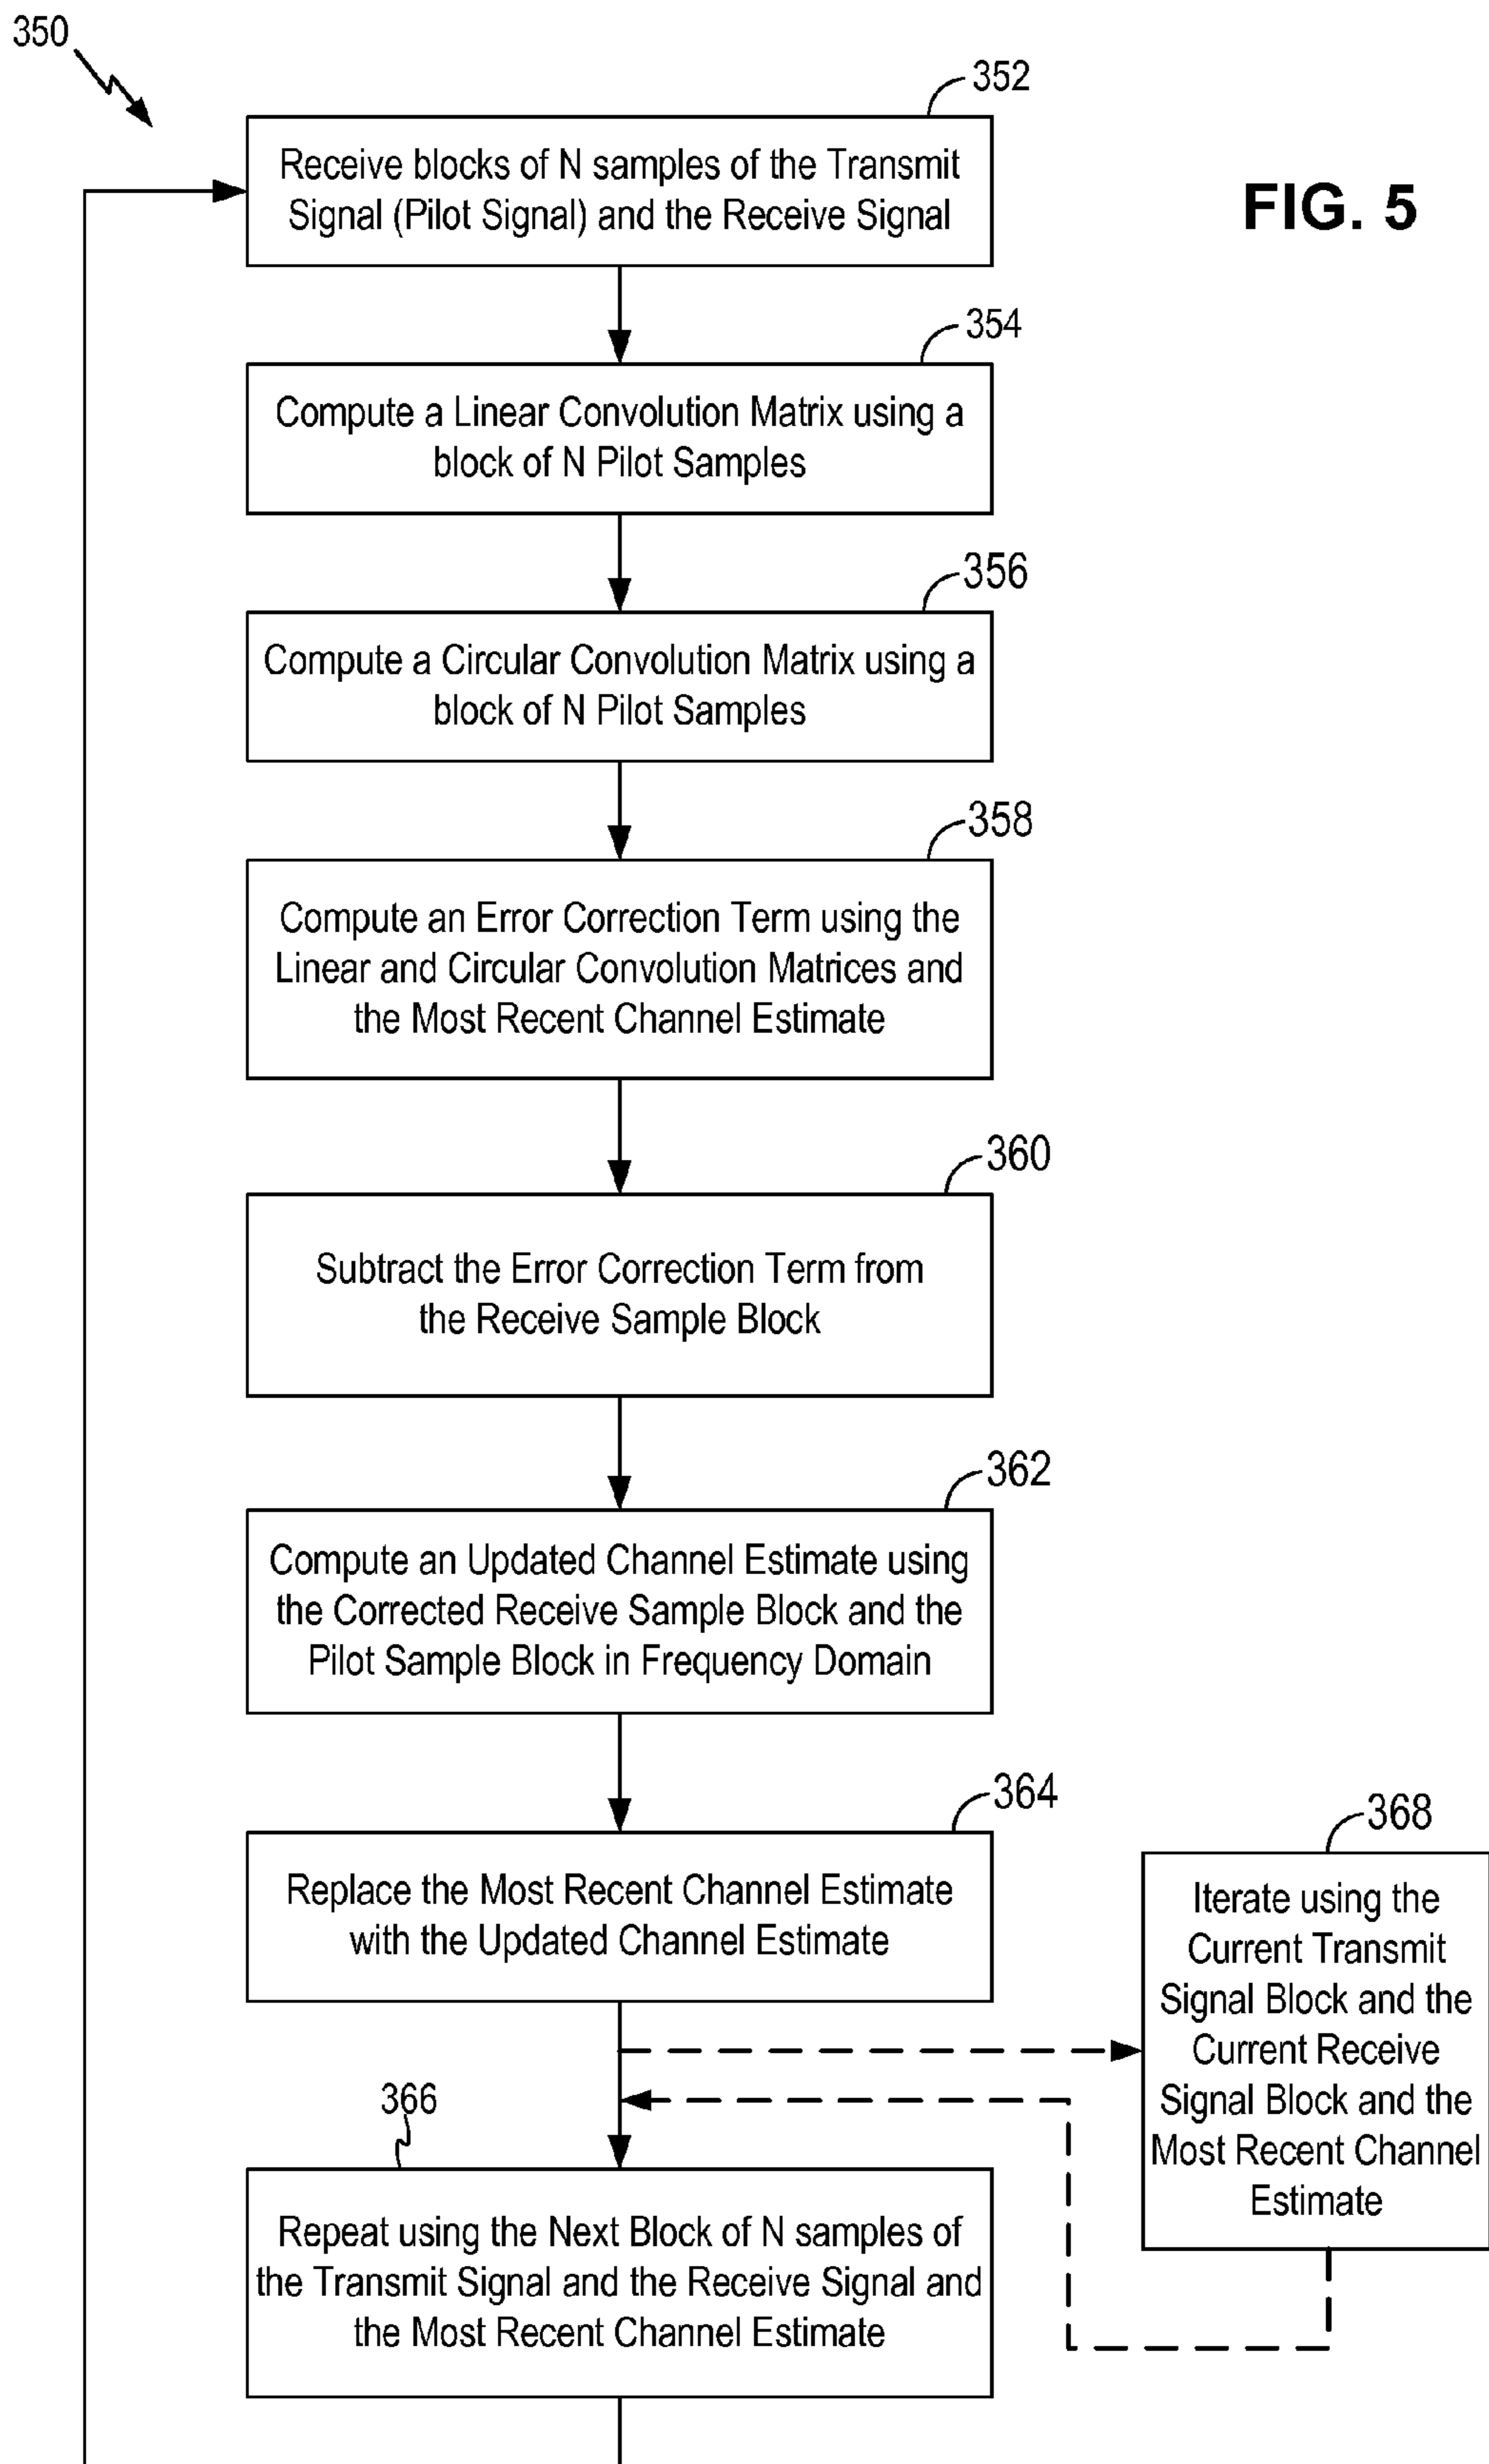 350
352
Receive blocks of N samples of the Transmit
Signal (Pilot Signal) and the Receive Signal
FIG. 5
354
Compute a Linear Convolution Matrix using a
block of N Pilot Samples
356
Compute a Circular Convolution Matrix using a
block of N Pilot Samples
358
Compute an Error Correction Term using the
Linear and Circular Convolution Matrices and
the Most Recent Channel Estimate
360
Subtract the Error Correction Term from
the Receive Sample Block
362
Compute an Updated Channel Estimate using
the Corrected Receive Sample Block and the
Pilot Sample Block in Frequency Domain
364
Replace the Most Recent Channel Estimate
with the Updated Channel Estimate
368
Iterate using the
Current Transmit
Signal Block and the
Current Receive
Signal Block and the
Most Recent Channel
Estimate
366
Repeat using the Next Block of N samples of
the Transmit Signal and the Receive Signal and
the Most Recent Channel Estimate